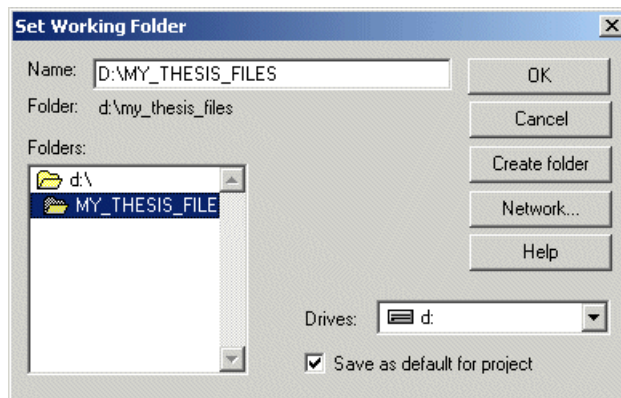 Set Working Folder
Name: D:\MY_THESIS_FILES
OK
Folder: d:\my_thesis_files
Cancel
Folders:
Create folder
d:\
MY_THESIS_FILE
Network...
Help
Drives: d:
Save as default for project